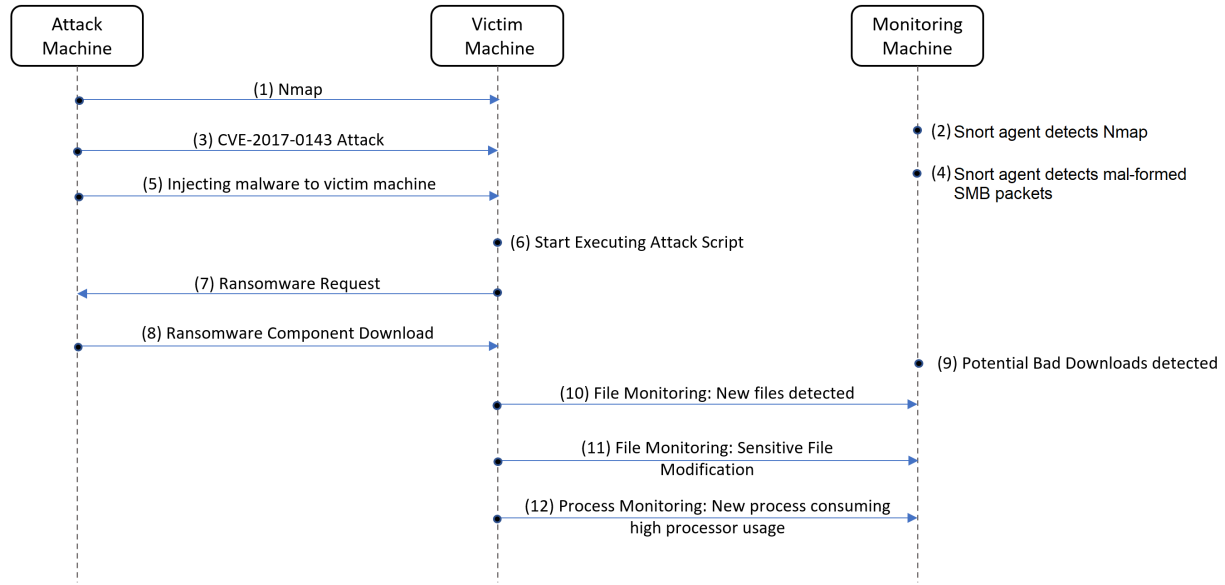 Attack
Machine
Victim
Machine
Monitoring
Machine
(1) Nmap
(2) Snort agent detects Nmap
(3) CVE-2017-0143 Attack
(4) Snort agent detects mal-formed
SMB packets
(5) Injecting malware to victim machine
(6) Start Executing Attack Script
(7) Ransomware Request
(8) Ransomware Component Download
(9) Potential Bad Downloads detected
(10) File Monitoring: New files detected
(11) File Monitoring: Sensitive File
Modification
(12) Process Monitoring: New process consuming
high processor usage